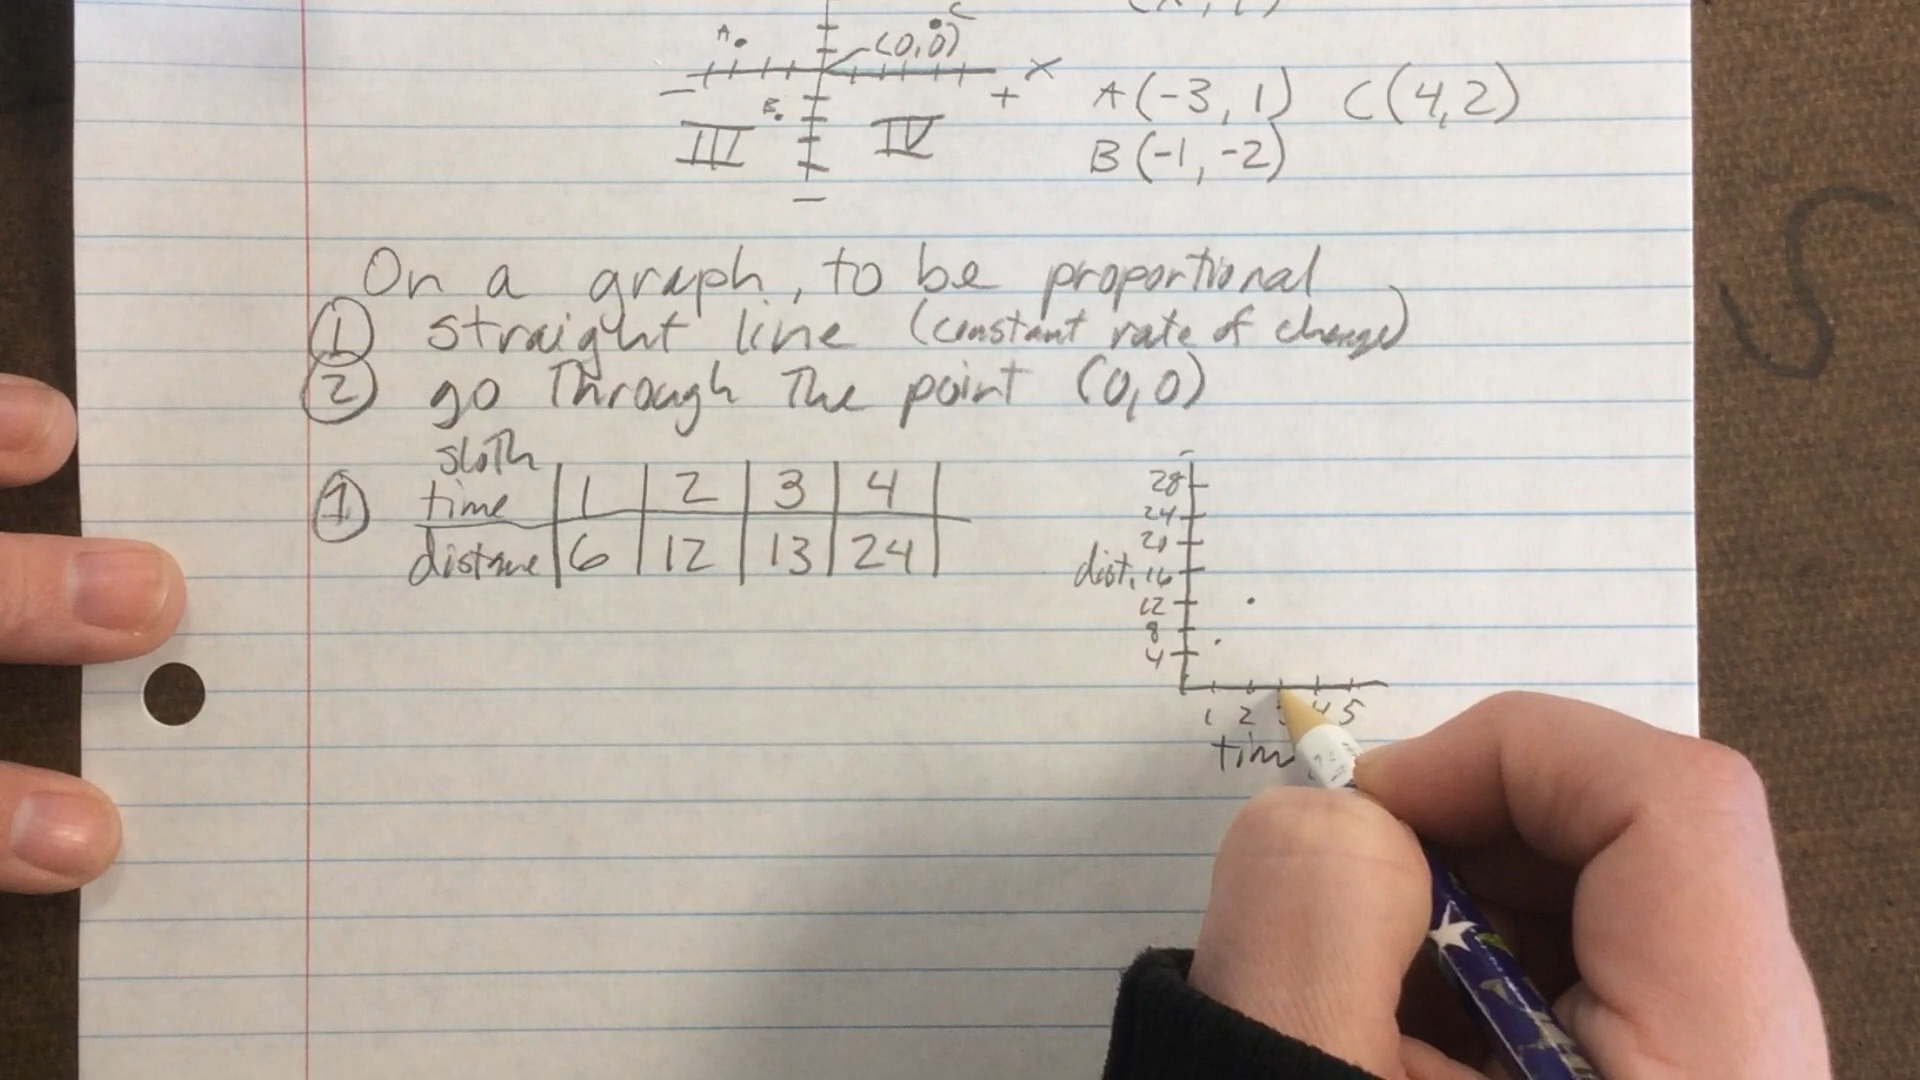 A C
(0,0)
X
- + A(-3, 1) C(4,2)
B
III IV B(-1, -2)
-
On a graph, to be proportional
1 straight line (constant rate of change)
2 go Through The point (0,0)
sloth
1 time 1 2 3 4
distance 6 12 13 24
28
24
20
dist. 16
12
8
4
1 2 4 5
tim